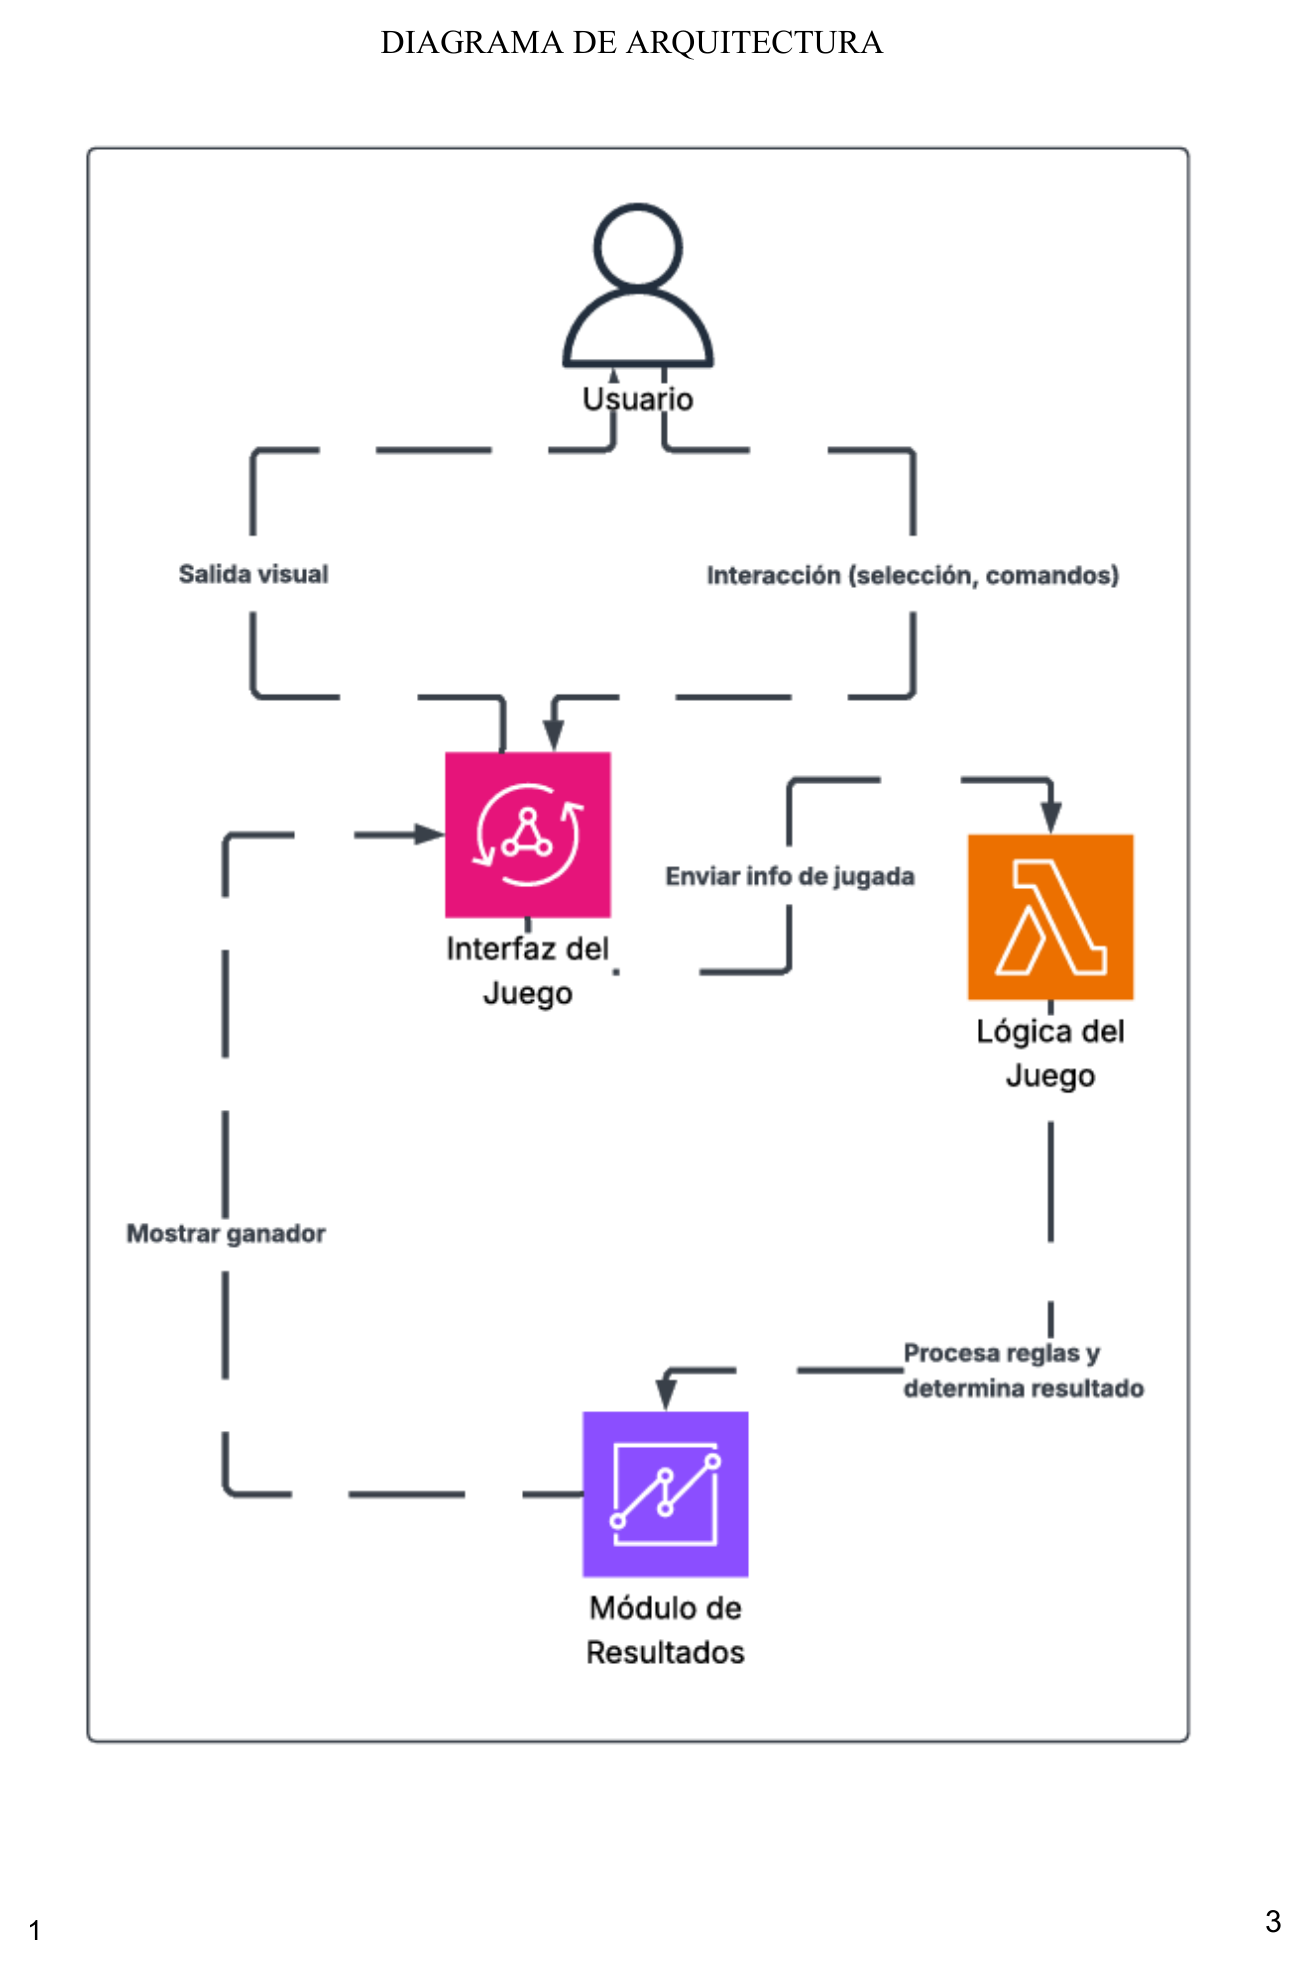 DIAGRAMA DE ARQUITECTURA
Usuario
Salida visual
Interacción (selección, comandos)
Enviar info de jugada
Interfaz del
Juego
Lógica del
Juego
Mostrar ganador
Procesa reglas y
determina resultado
Módulo de
Resultados
1
3